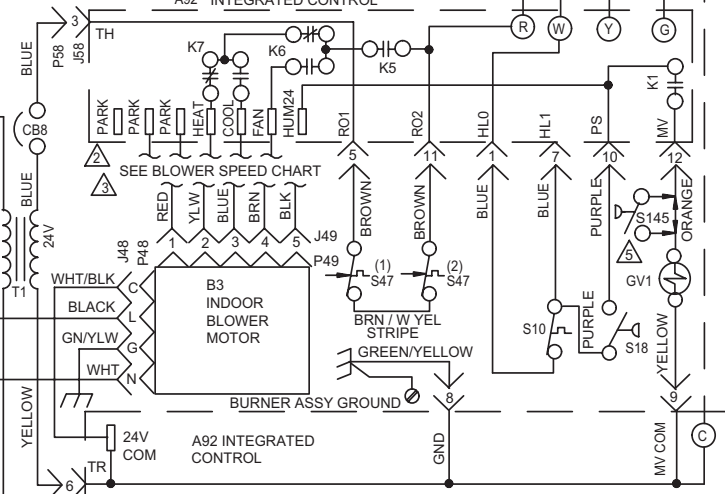 A92 INTEGRATED CONTROL
R
W
Y
G
3
TH
BLUE
P58
J58
K7
K6
K5
K1
CB8
PARK
PARK
PARK
HEAT
COOL
FAN
HUM24
RO1
RO2
HL0
HL1
PS
MV
2
3
SEE BLOWER SPEED CHART
5
11
1
7
10
12
BLUE
24V
T1
RED
YLW
BLUE
BRN
BLK
BROWN
BROWN
BLUE
BLUE
PURPLE
ORANGE
S145
5
1
2
3
4
5
J49
P49
J48
P48
WHT/BLK
C
BLACK
L
GN/YLW
G
WHT
N
B3
INDOOR
BLOWER
MOTOR
(1)
S47
(2)
S47
BRN / W YEL
STRIPE
GV1
S10
PURPLE
S18
YELLOW
GREEN/YELLOW
BURNER ASSY GROUND
8
9
YELLOW
24V
COM
A92 INTEGRATED
CONTROL
GND
MV COM
C
TR
6